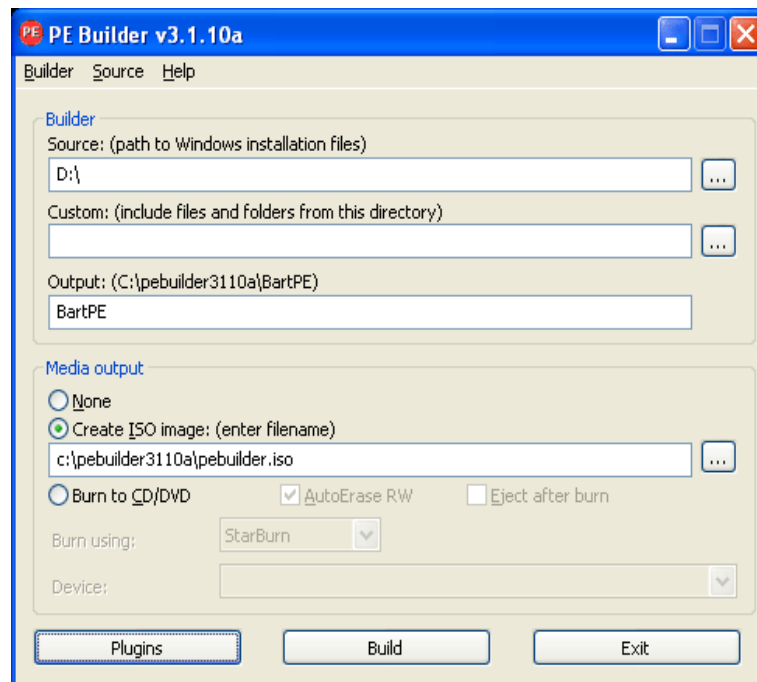 PE PE Builder v3.1.10a
Builder Source Help
Builder
Source: (path to Windows installation files)
D:\
...
Custom: (include files and folders from this directory)
...
Output: (C:\pebuilder3110a\BartPE)
BartPE
Media output
None
Create ISO image: (enter filename)
c:\pebuilder3110a\pebuilder.iso
...
Burn to CD/DVD AutoErase RW Eject after burn
Burn using: StarBurn
Device:
Plugins Build Exit